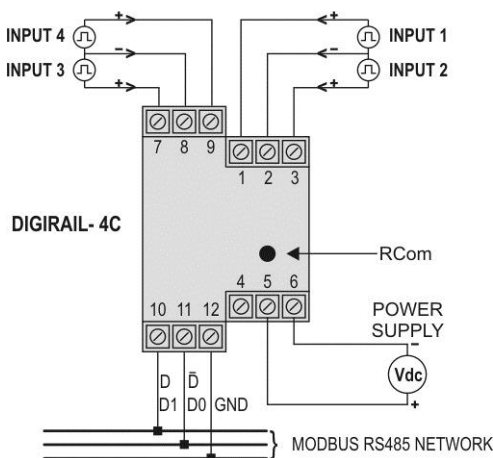 + +
INPUT 4 INPUT 1
− −
INPUT 3 INPUT 2
+ +
7 8 9
1 2 3
DIGIRAIL- 4C
RCom
4 5 6
10 11 12
POWER
SUPPLY
−
Vdc
+
D D̄
D1 D0 GND
MODBUS RS485 NETWORK